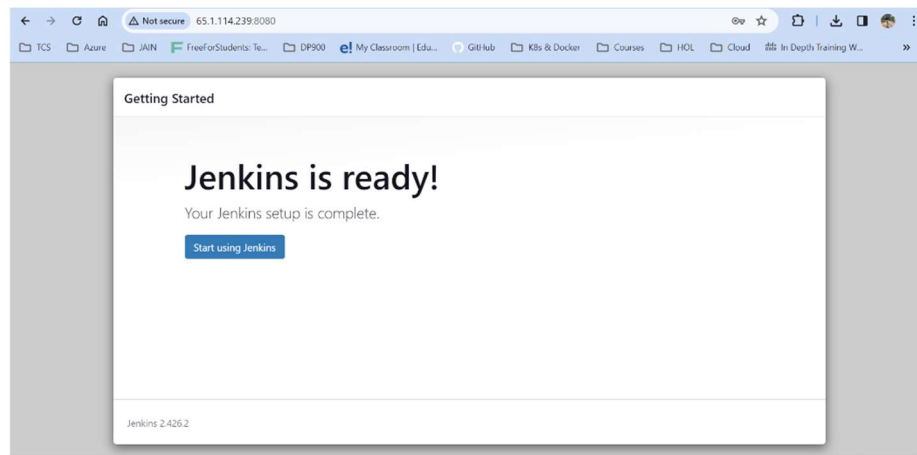 Not secure 65.1.114.239:8080
TCS Azure JAIN FreeForStudents: Te... DP900 e! My Classroom | Edu... GitHub K8s & Docker Courses HOL Cloud In Depth Training W... »
Getting Started
Jenkins is ready!
Your Jenkins setup is complete.
Start using Jenkins
Jenkins 2.426.2